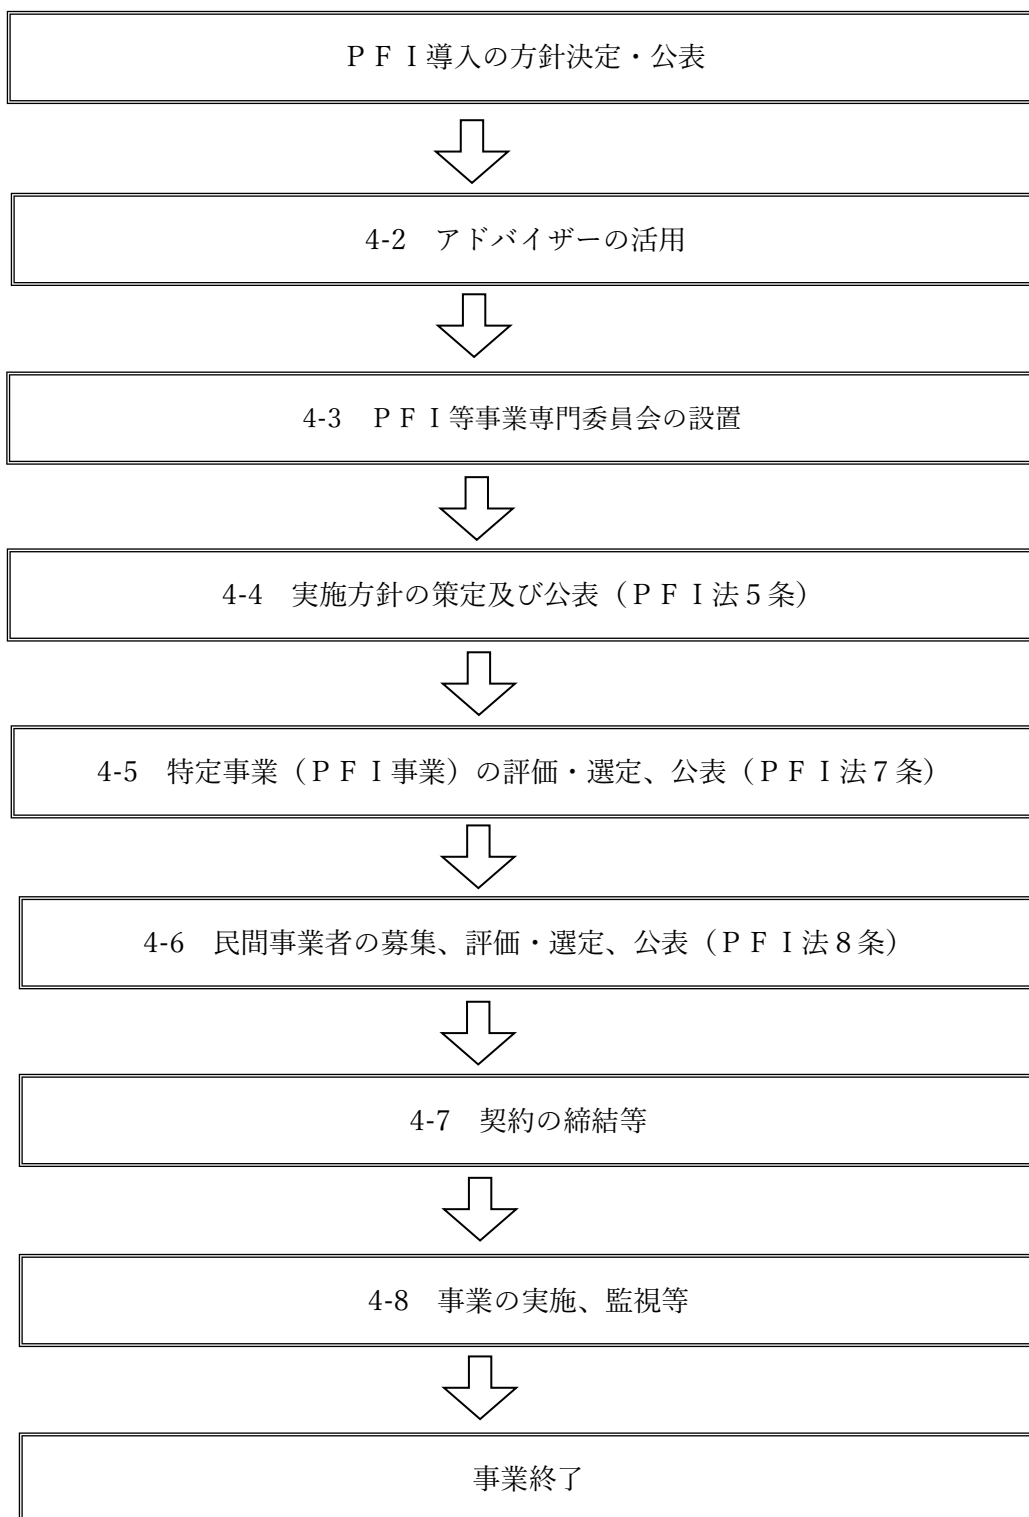 ＰＦＩ導入の方針決定・公表
4-2　アドバイザーの活用
4-3　ＰＦＩ等事業専門委員会の設置
4-4　実施方針の策定及び公表（ＰＦＩ法５条）
4-5　特定事業（ＰＦＩ事業）の評価・選定、公表（ＰＦＩ法７条）
4-6　民間事業者の募集、評価・選定、公表（ＰＦＩ法８条）
4-7　契約の締結等
4-8　事業の実施、監視等
事業終了